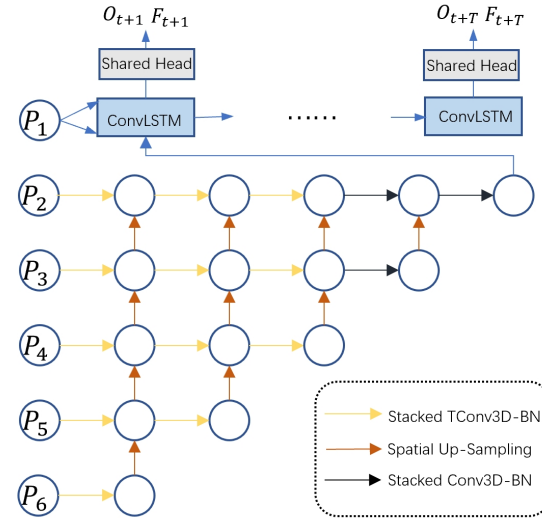 O_{t+1} F_{t+1} O_{t+T} F_{t+T}
Shared Head Shared Head
P_1 ConvLSTM ...... ConvLSTM
P_2
P_3
P_4
P_5
P_6
Stacked TConv3D-BN
Spatial Up-Sampling
Stacked Conv3D-BN